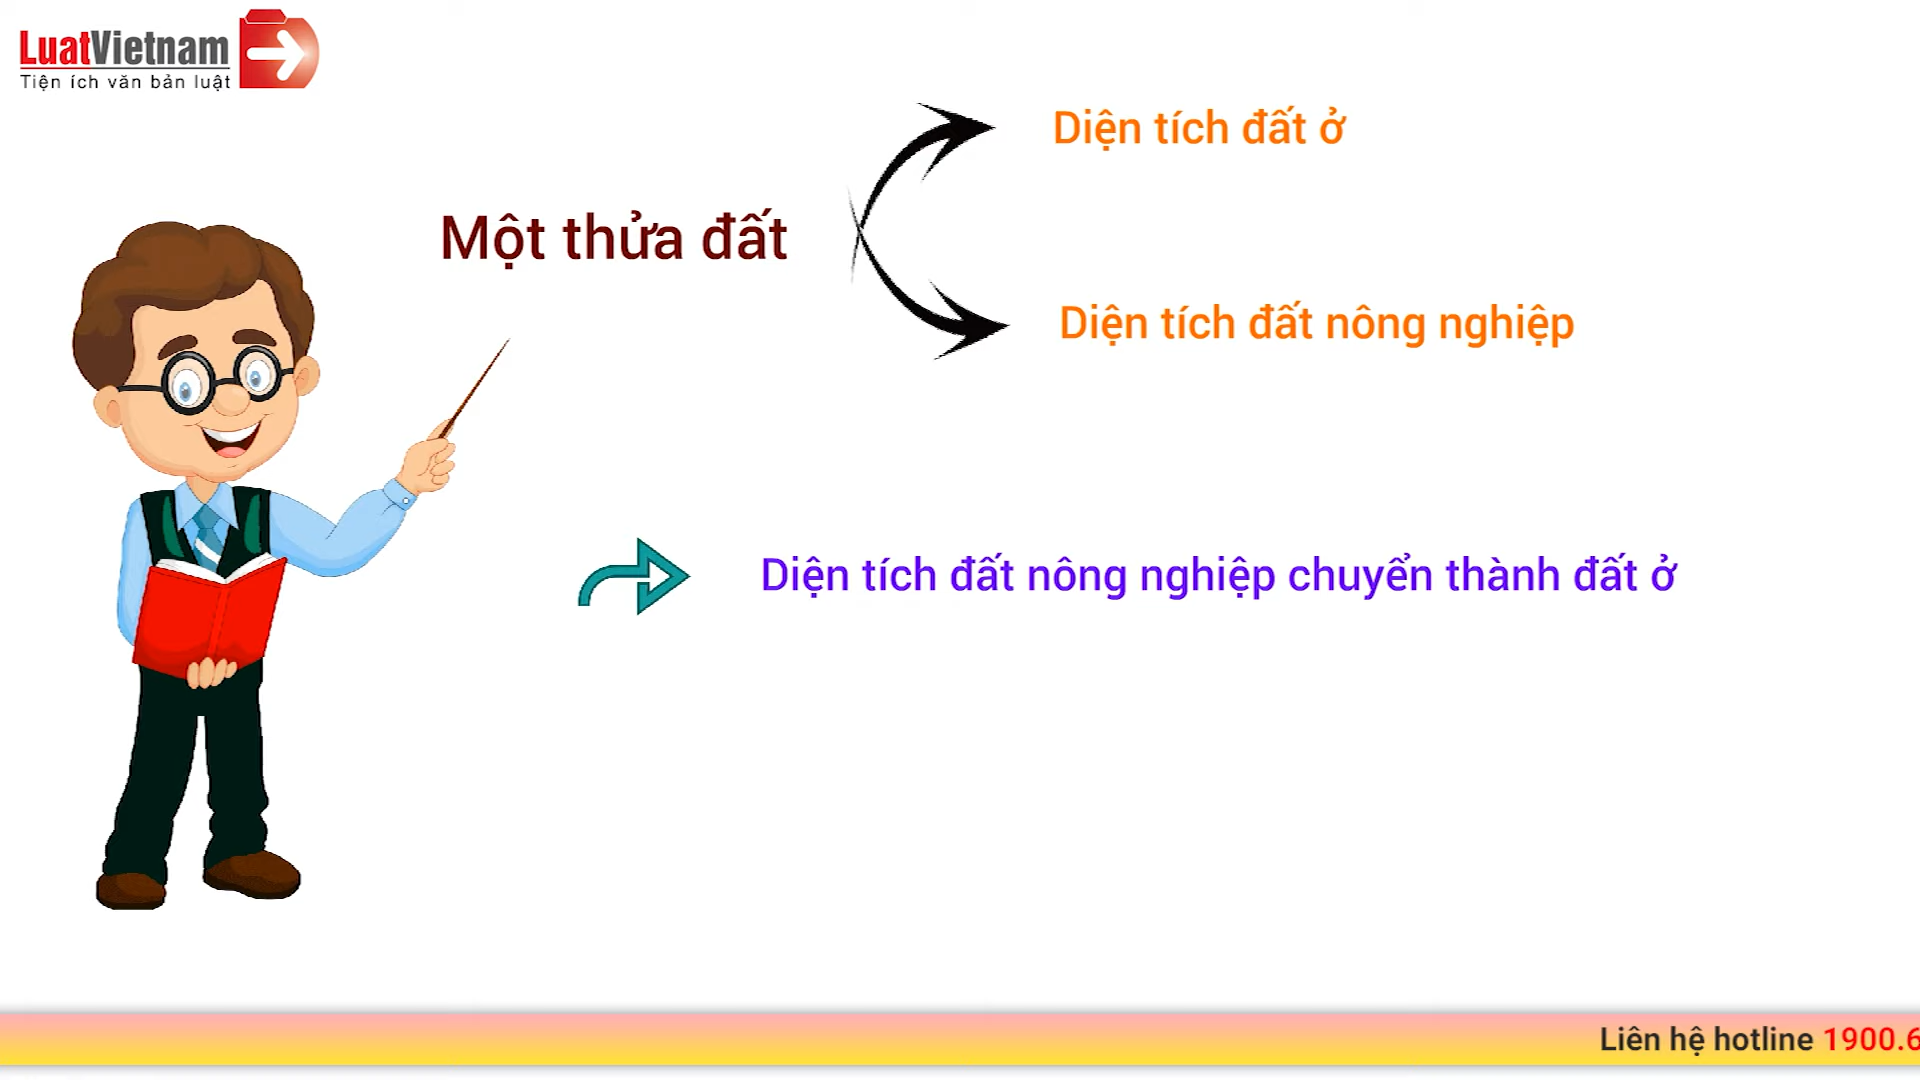 LuatVietnam
Tiện ích văn bản luật
Diện tích đất ở
Một thửa đất
Diện tích đất nông nghiệp
Diện tích đất nông nghiệp chuyển thành đất ở
Liên hệ hotline 1900.6